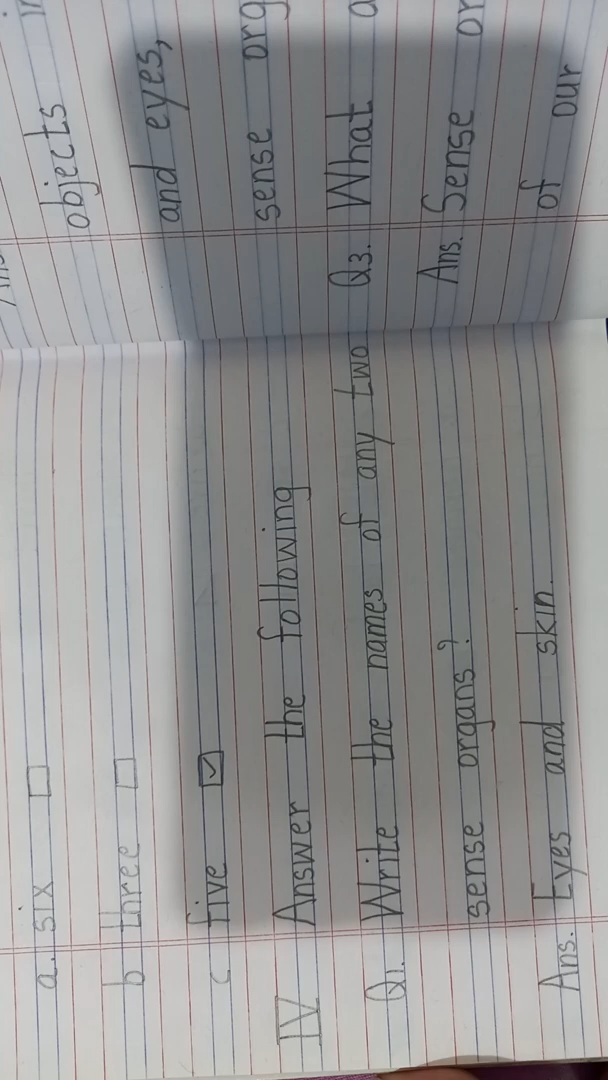 a. six
b three
c five
IV Answer the following
Q1. Write the names of any two
sense organs?
Ans. Eyes and skin.
objects
and eyes,
sense
Q3. What
Ans. Sense
of our